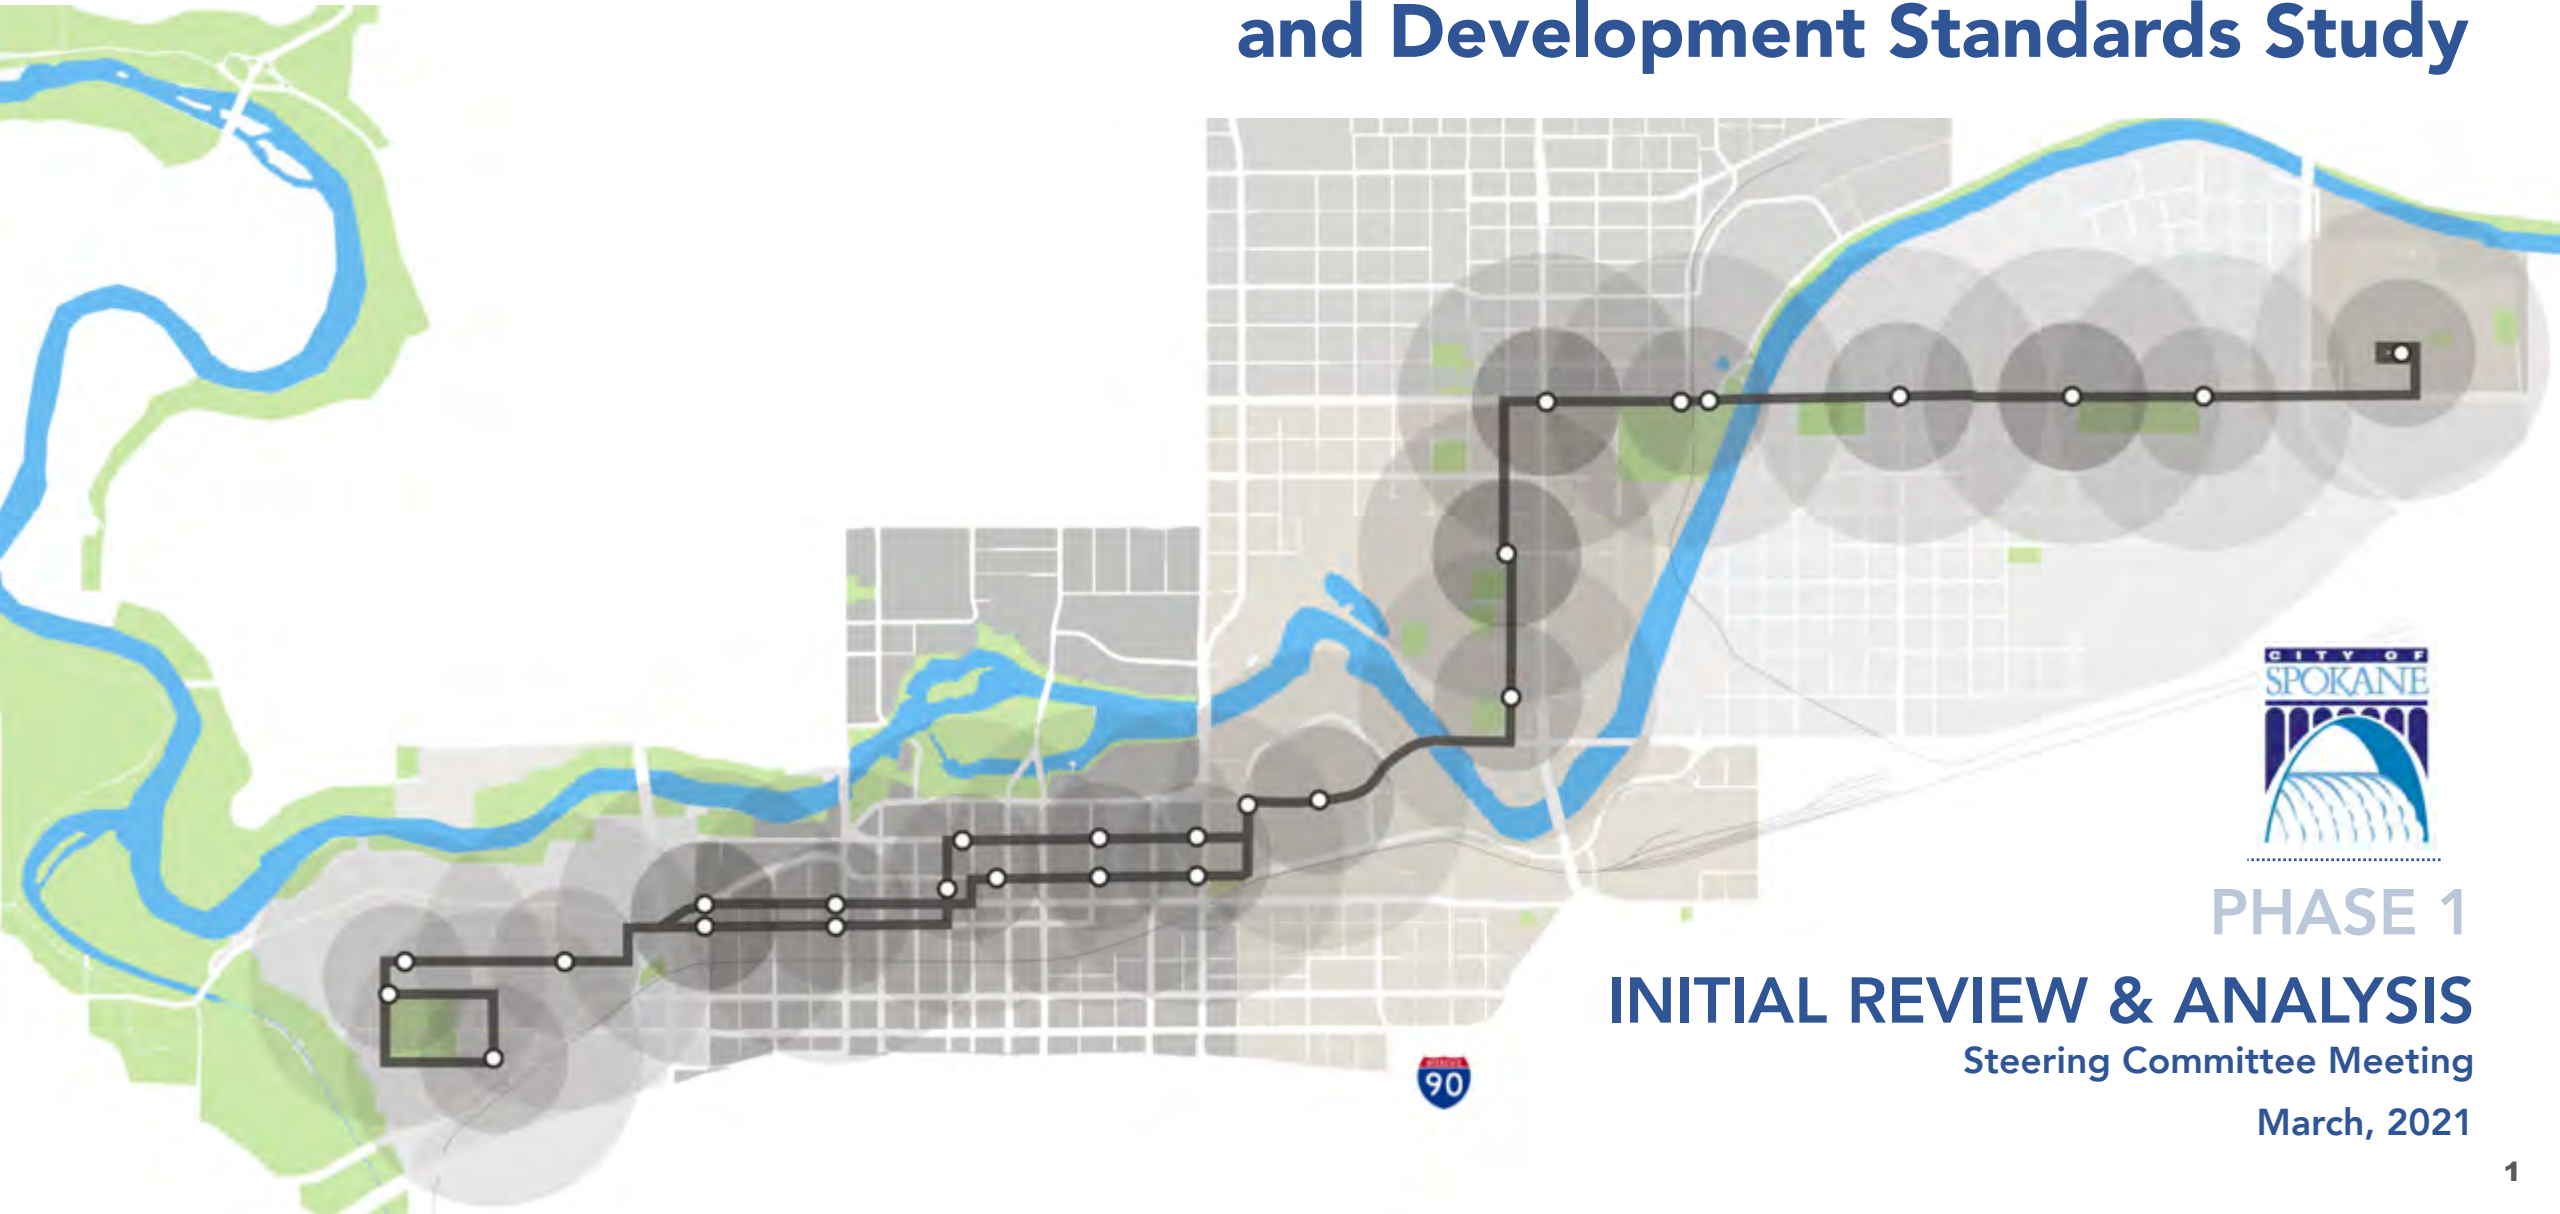 and Development Standards Study
CITY OF
SPOKANE
PHASE 1
INITIAL REVIEW & ANALYSIS
Steering Committee Meeting
March, 2021
INTERSTATE
90
1